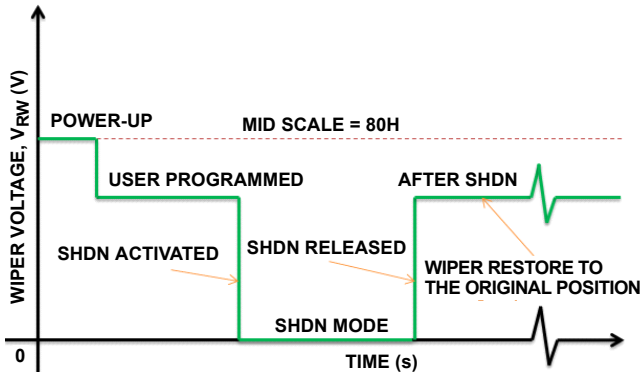 WIPER VOLTAGE, VRW (V)
POWER-UP
MID SCALE = 80H
USER PROGRAMMED
AFTER SHDN
SHDN ACTIVATED
SHDN RELEASED
WIPER RESTORE TO
THE ORIGINAL POSITION
SHDN MODE
0
TIME (s)